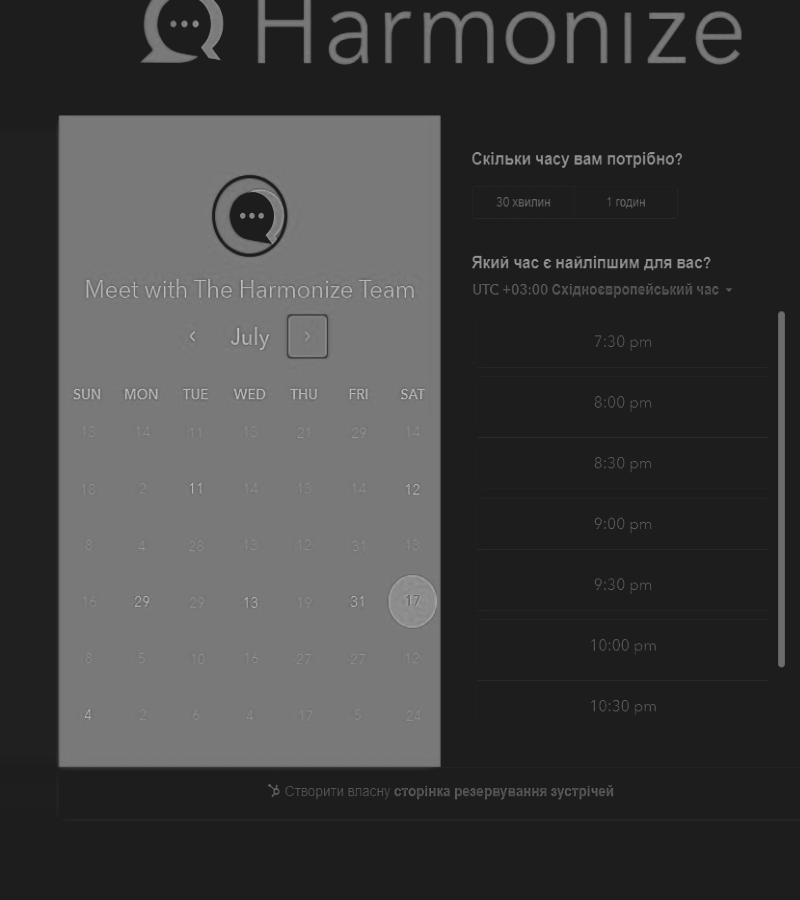 Harmonize
Meet with The Harmonize Team
July
SUN MON TUE WED THU FRI SAT
13 14 11 13 21 29 14
18 2 11 14 13 14 12
8 4 28 13 12 31 13
16 29 29 13 19 31 17
8 5 10 16 27 27 12
4 2 6 4 17 5 24
Скільки часу вам потрібно?
30 хвилин 1 годин
Який час є найліпшим для вас?
UTC +03:00 Східноєвропейський час
7:30 pm
8:00 pm
8:30 pm
9:00 pm
9:30 pm
10:00 pm
10:30 pm
Створити власну сторінка резервування зустрічей